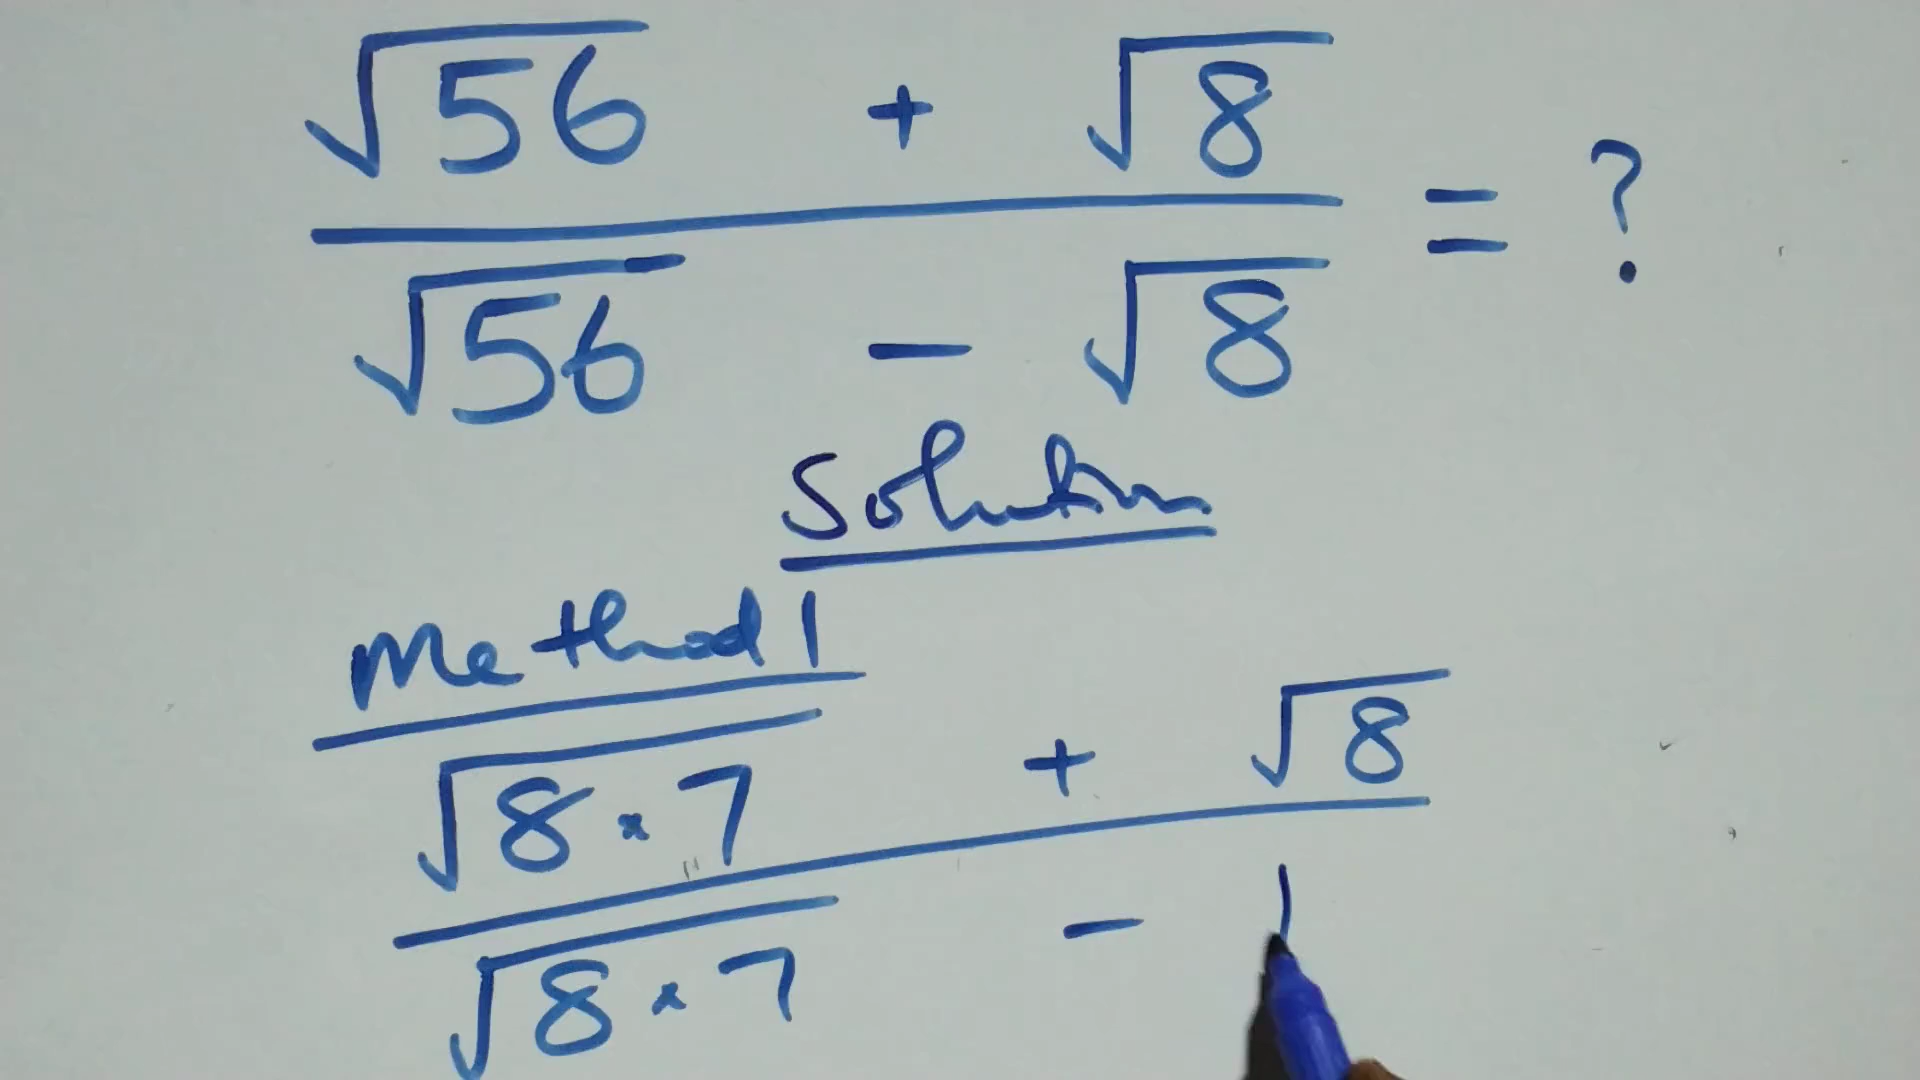 √56 + √8
√56 - √8
= ?
Solution
Method 1
√8×7 + √8
√8×7 -